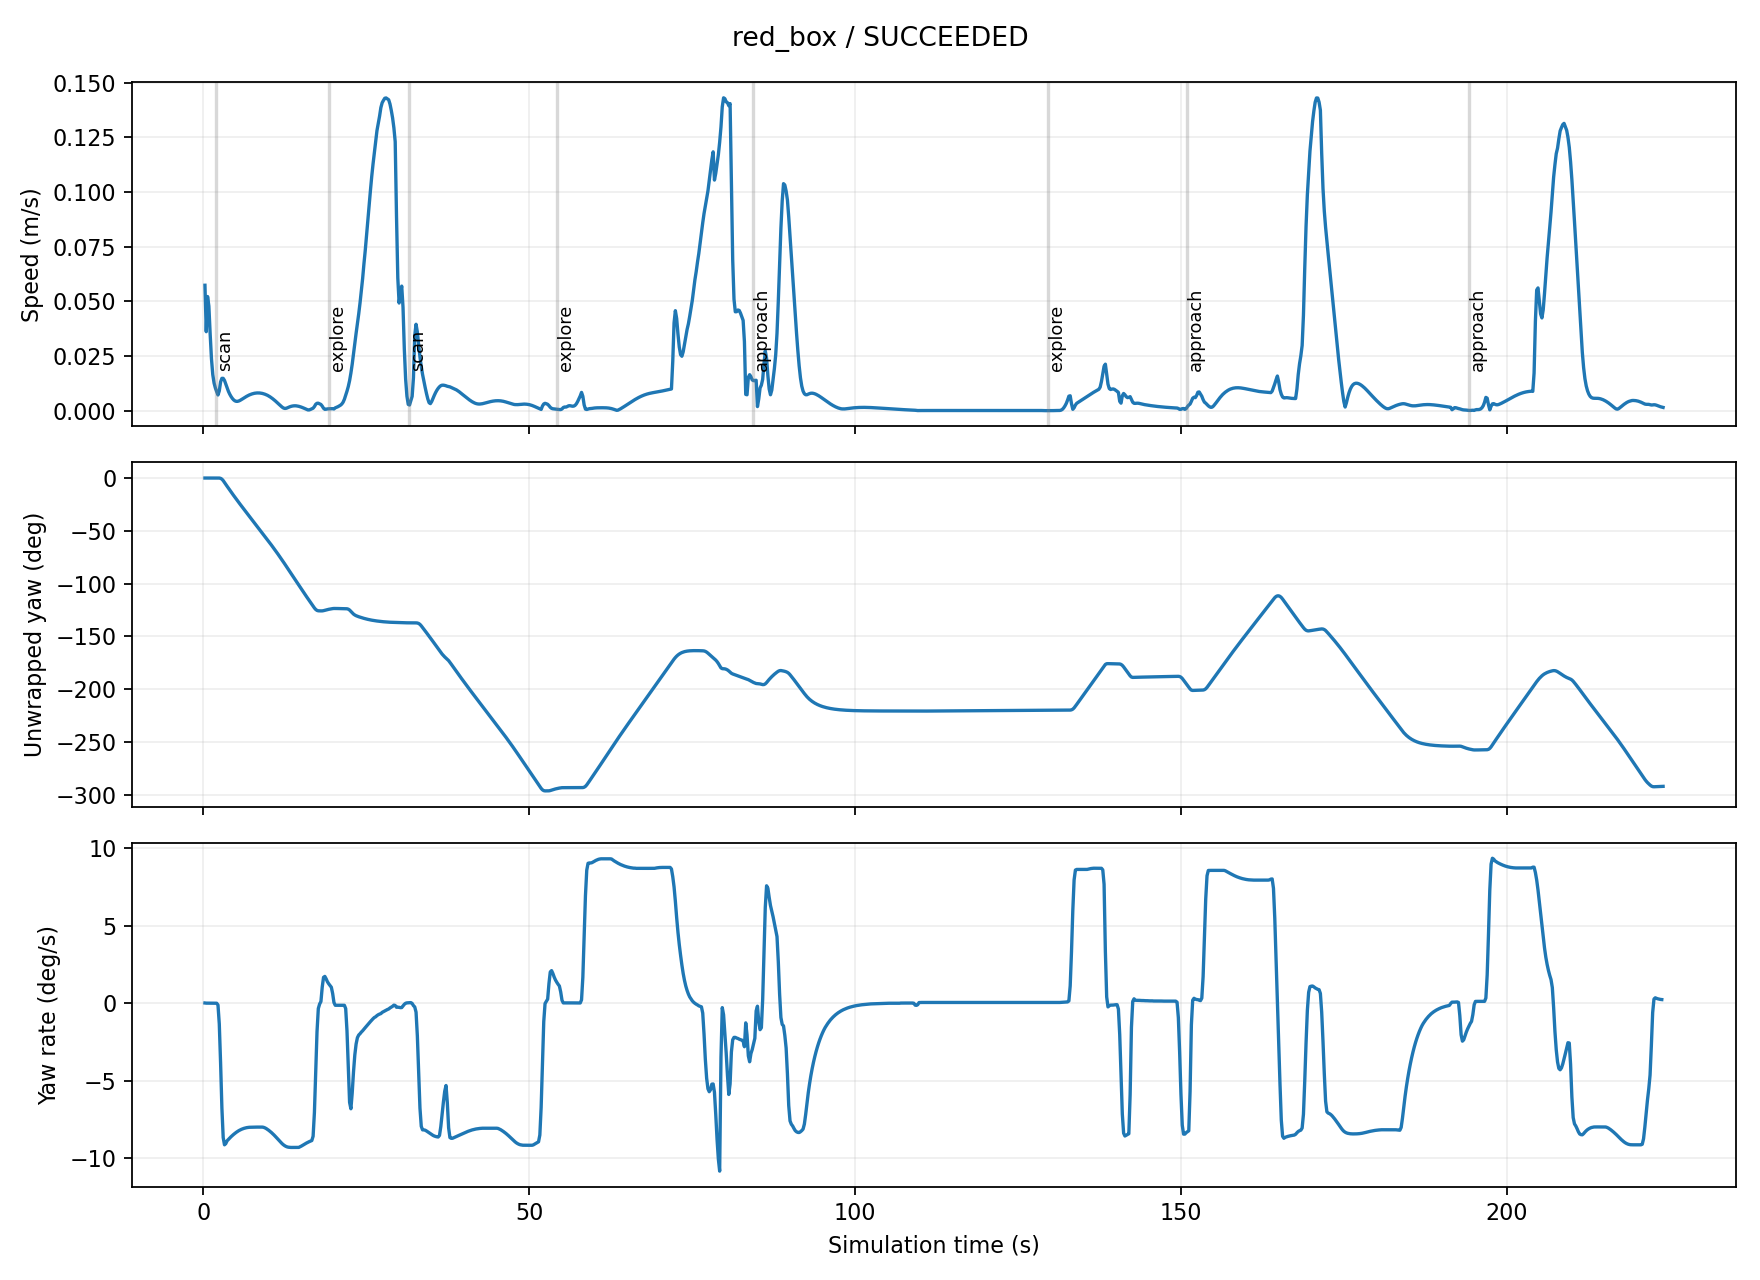 red_box / SUCCEEDED
0.150
0.125
0.100
0.075
0.050
0.025
0.000
Speed (m/s)
scan
explore
scan
explore
approach
explore
approach
approach
0
−50
−100
−150
−200
−250
−300
Unwrapped yaw (deg)
10
5
0
−5
−10
Yaw rate (deg/s)
0 50 100 150 200
Simulation time (s)